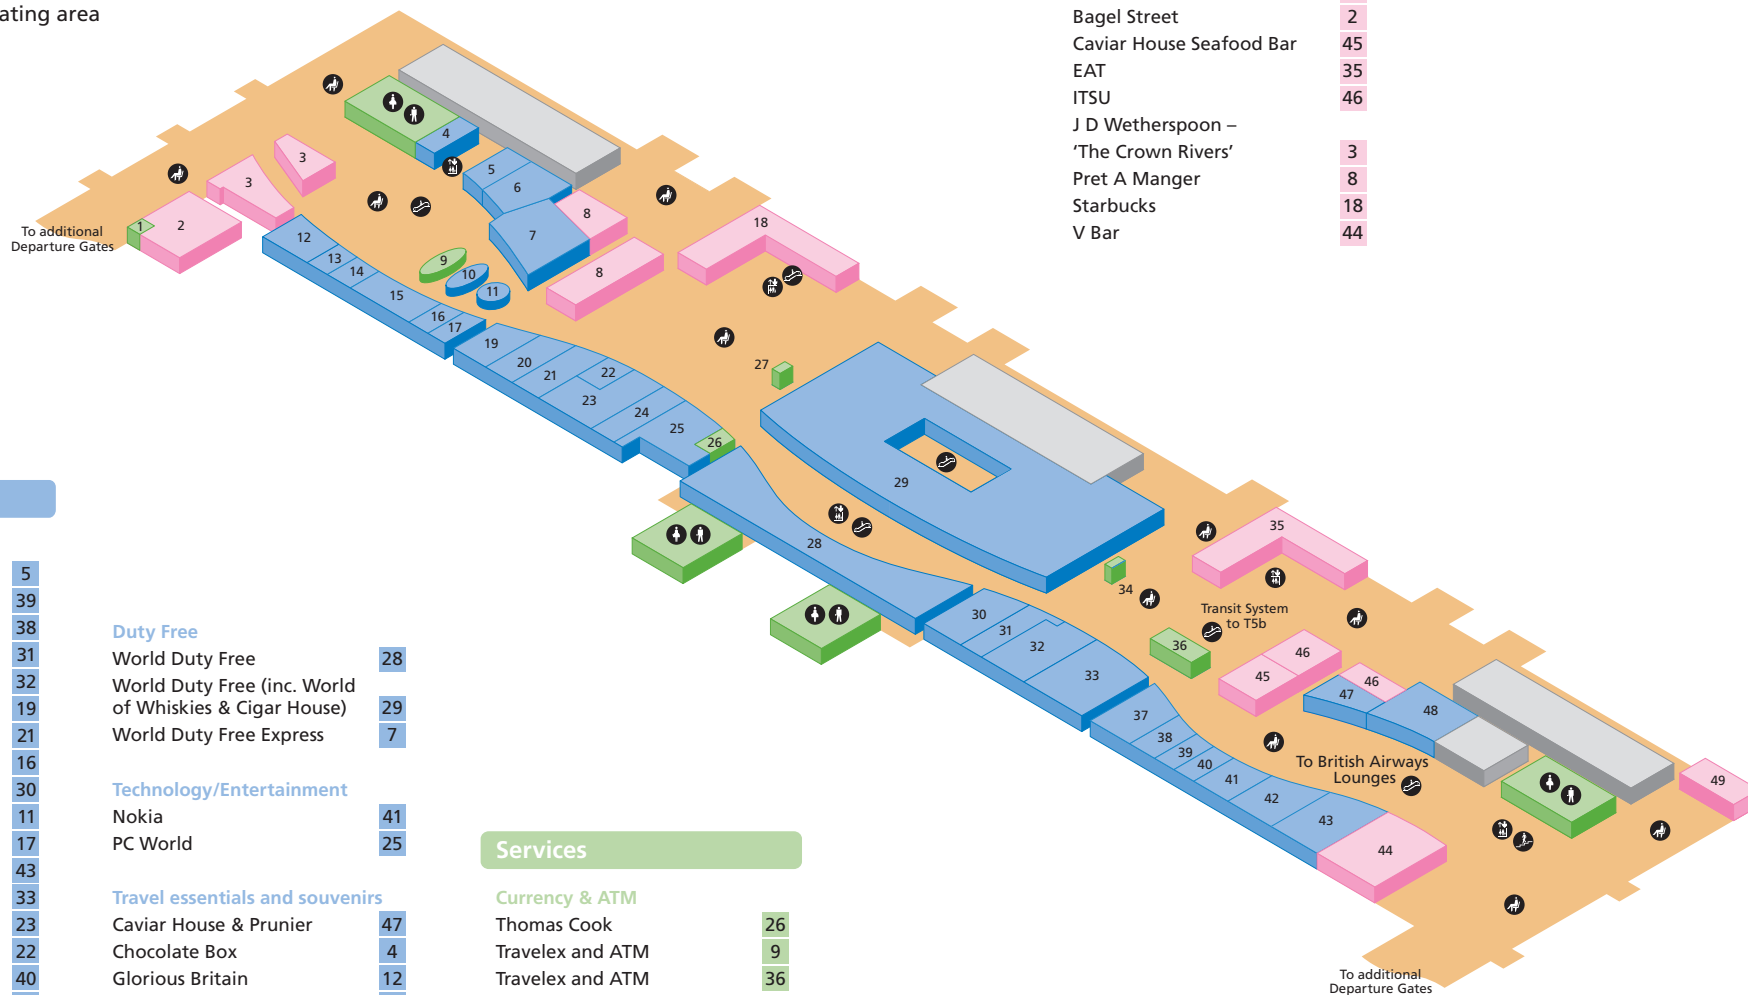 ating area
Bagel Street 2
Caviar House Seafood Bar 45
EAT 35
ITSU 46
J D Wetherspoon –
‘The Crown Rivers’ 3
Pret A Manger 8
Starbucks 18
V Bar 44
To additional
Departure Gates
1
2
3
3
4
5
6
7
8
8
9
10
11
12
13
14
15
16
17
18
19
20
21
22
23
24
25
26
27
28
29
30
31
32
33
34
35
Transit System
to T5b
36
37
38
39
40
41
42
43
44
45
46
46
47
48
49
To British Airways
Lounges
To additional
Departure Gates
5
39
38
31
32
19
21
16
30
11
17
43
33
23
22
40
Duty Free
World Duty Free 28
World Duty Free (inc. World
of Whiskies & Cigar House) 29
World Duty Free Express 7
Technology/Entertainment
Nokia 41
PC World 25
Travel essentials and souvenirs
Caviar House & Prunier 47
Chocolate Box 4
Glorious Britain 12
Services
Currency & ATM
Thomas Cook 26
Travelex and ATM 9
Travelex and ATM 36